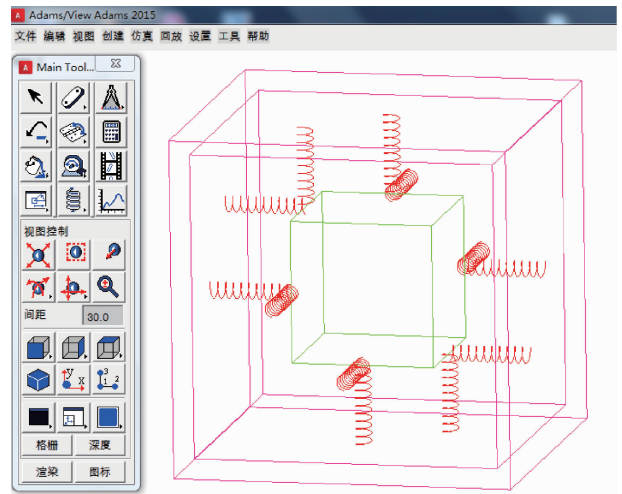 Adams/View Adams 2015
文件 编辑 视图 创建 仿真 回放 设置 工具 帮助
Main Tool...
视图控制
间距 30.0
格栅 深度
渲染 图标